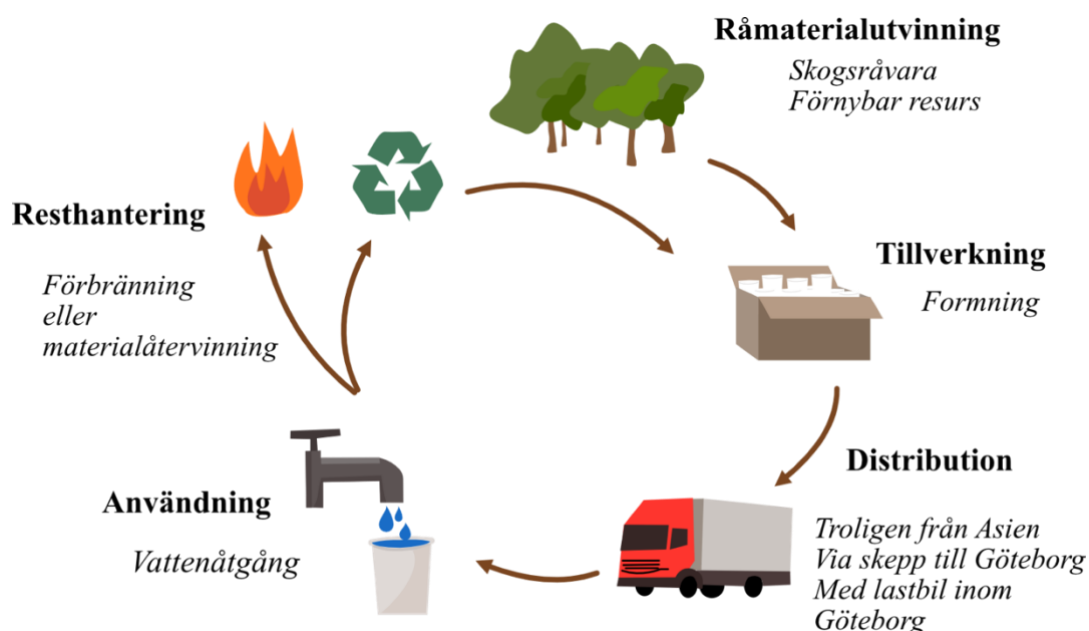 Råmaterialutvinning
Skogsråvara
Förnybar resurs
Tillverkning
Formning
Distribution
Troligen från Asien
Via skepp till Göteborg
Med lastbil inom
Göteborg
Användning
Vattenåtgång
Resthantering
Förbränning
eller
materialåtervinning